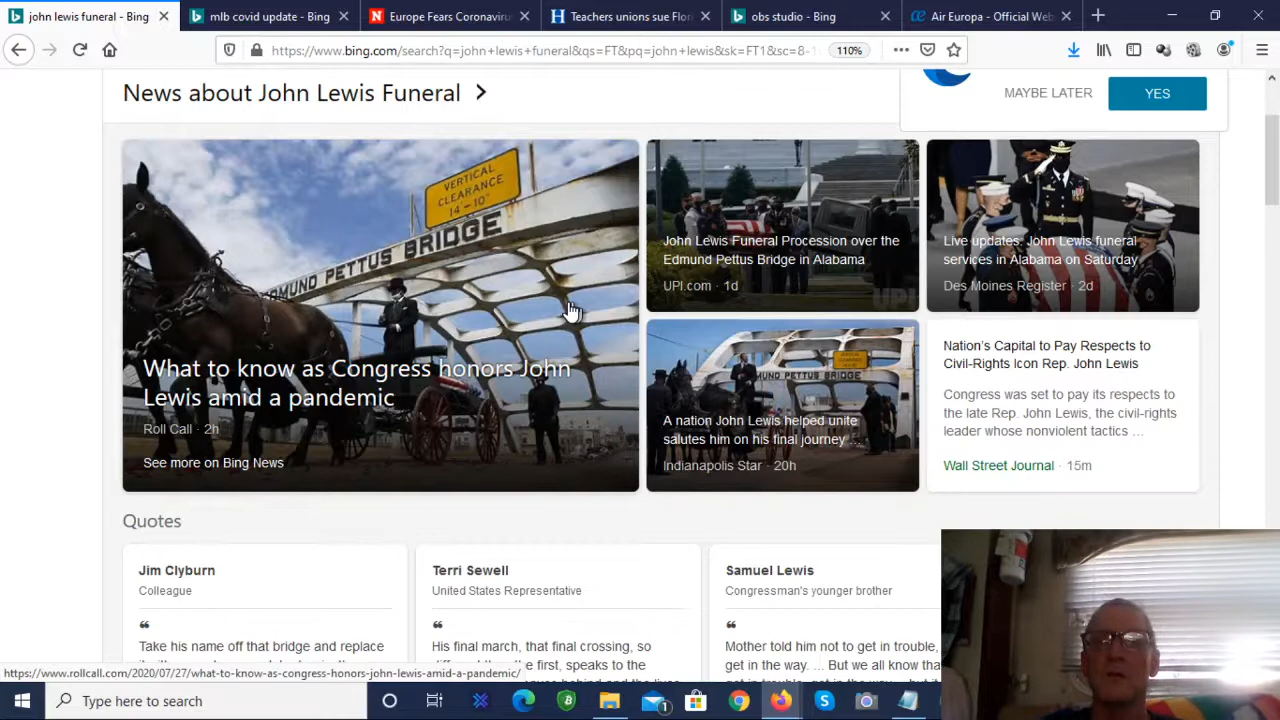 john lewis funeral - Bing
mlb covid update - Bing
Europe Fears Coronaviru
Teachers unions sue Flori
obs studio - Bing
Air Europa - Official Web
https://www.bing.com/search?q=john+lewis+funeral&qs=FT&pq=john+lewis&sk=FT1&sc=8-1
110%
News about John Lewis Funeral
MAYBE LATER
YES
VERTICAL
CLEARANCE
14-10"
EDMUND PETTUS BRIDGE
What to know as Congress honors John
Lewis amid a pandemic
Roll Call · 2h
See more on Bing News
John Lewis Funeral Procession over the
Edmund Pettus Bridge in Alabama
UPI.com · 1d
UPI
Live updates: John Lewis funeral
services in Alabama on Saturday
Des Moines Register · 2d
MUND PETTUS BRIDGE
A nation John Lewis helped unite
salutes him on his final journey ...
Indianapolis Star · 20h
Nation's Capital to Pay Respects to
Civil-Rights Icon Rep. John Lewis
Congress was set to pay its respects to
the late Rep. John Lewis, the civil-rights
leader whose nonviolent tactics ...
Wall Street Journal · 15m
Quotes
Jim Clyburn
Colleague
Take his name off that bridge and replace
Terri Sewell
United States Representative
His final march, that final crossing, so
e first, speaks to the
Samuel Lewis
Congressman's younger brother
Mother told him not to get in trouble,
get in the way. ... But we all know tha
https://www.rollcall.com/2020/07/27/what-to-know-as-congress-honors-john-lewis-amid-a-pandemic/
Type here to search
1